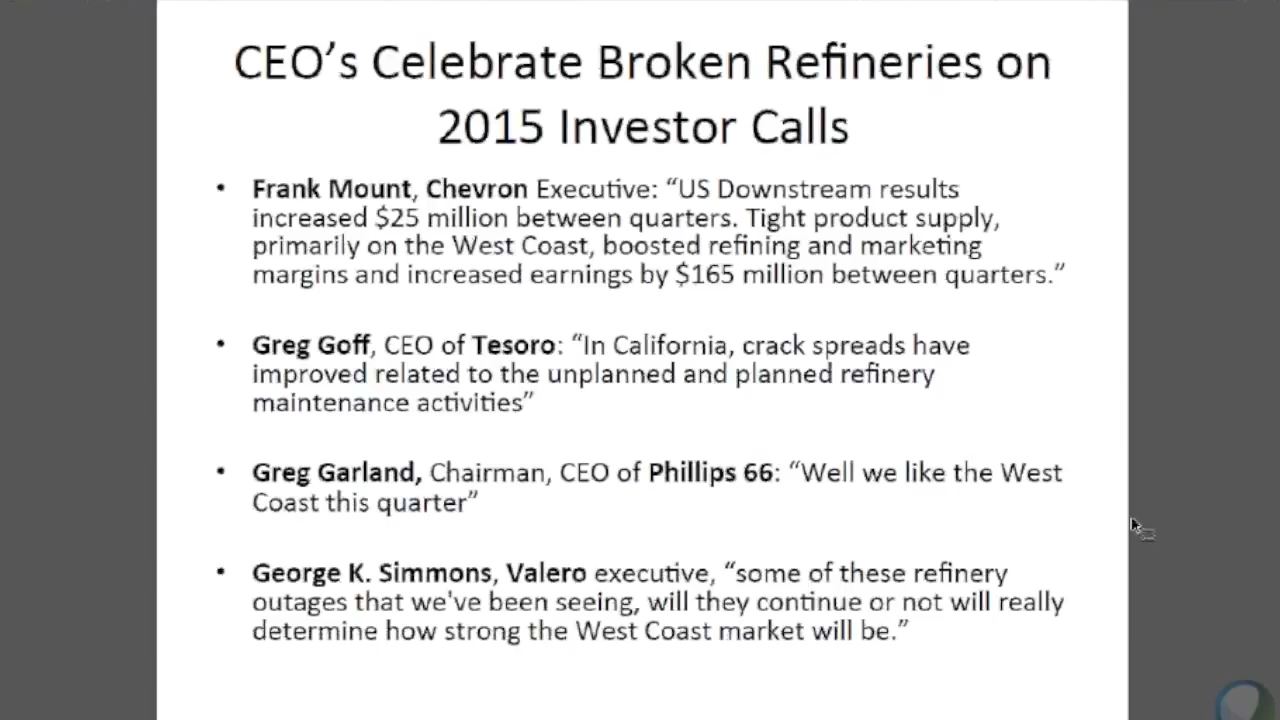 CEO’s Celebrate Broken Refineries on
2015 Investor Calls
• Frank Mount, Chevron Executive: “US Downstream results
increased $25 million between quarters. Tight product supply,
primarily on the West Coast, boosted refining and marketing
margins and increased earnings by $165 million between quarters.”
• Greg Goff, CEO of Tesoro: “In California, crack spreads have
improved related to the unplanned and planned refinery
maintenance activities”
• Greg Garland, Chairman, CEO of Phillips 66: “Well we like the West
Coast this quarter”
• George K. Simmons, Valero executive, “some of these refinery
outages that we've been seeing, will they continue or not will really
determine how strong the West Coast market will be.”